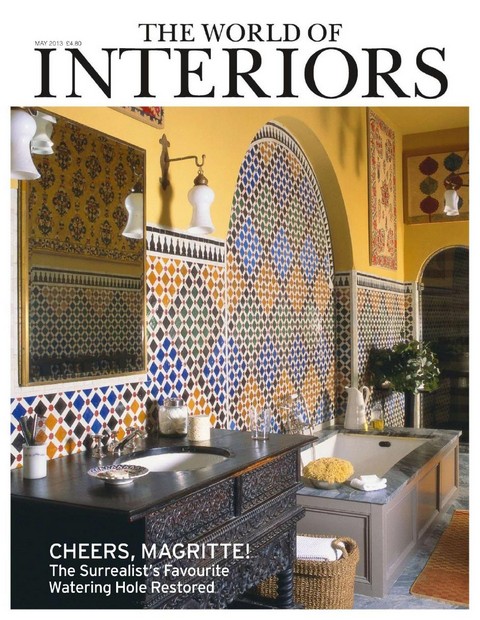 THE WORLD OF
MAY 2013 £4.80
INTERIORS
CHEERS, MAGRITTE!
The Surrealist's Favourite
Watering Hole Restored